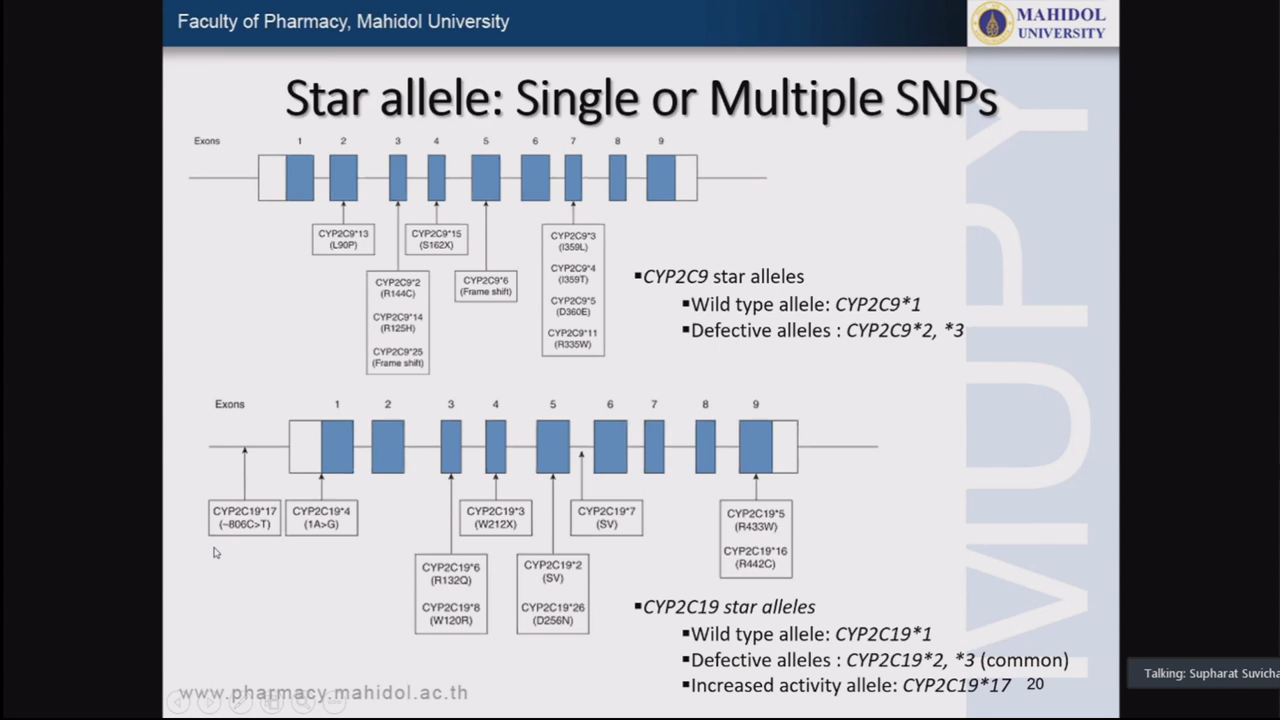 Faculty of Pharmacy, Mahidol University
MAHIDOL
UNIVERSITY
Star allele: Single or Multiple SNPs
Exons 1 2 3 4 5 6 7 8 9
CYP2C9*13
(L90P)
CYP2C9*15
(S162X)
CYP2C9*2
(R144C)
CYP2C9*14
(R125H)
CYP2C9*25
(Frame shift)
CYP2C9*6
(Frame shift)
CYP2C9*3
(I359L)
CYP2C9*4
(I359T)
CYP2C9*5
(D360E)
CYP2C9*11
(R335W)
▪CYP2C9 star alleles
▪Wild type allele: CYP2C9*1
▪Defective alleles : CYP2C9*2, *3
Exons 1 2 3 4 5 6 7 8 9
CYP2C19*17
(−806C>T)
CYP2C19*4
(1A>G)
CYP2C19*3
(W212X)
CYP2C19*7
(SV)
CYP2C19*5
(R433W)
CYP2C19*16
(R442C)
CYP2C19*6
(R132Q)
CYP2C19*8
(W120R)
CYP2C19*2
(SV)
CYP2C19*26
(D256N)
▪CYP2C19 star alleles
▪Wild type allele: CYP2C19*1
▪Defective alleles : CYP2C19*2, *3 (common)
▪Increased activity allele: CYP2C19*17
20
www.pharmacy.mahidol.ac.th
MUPY
Talking: Supharat Suvicha